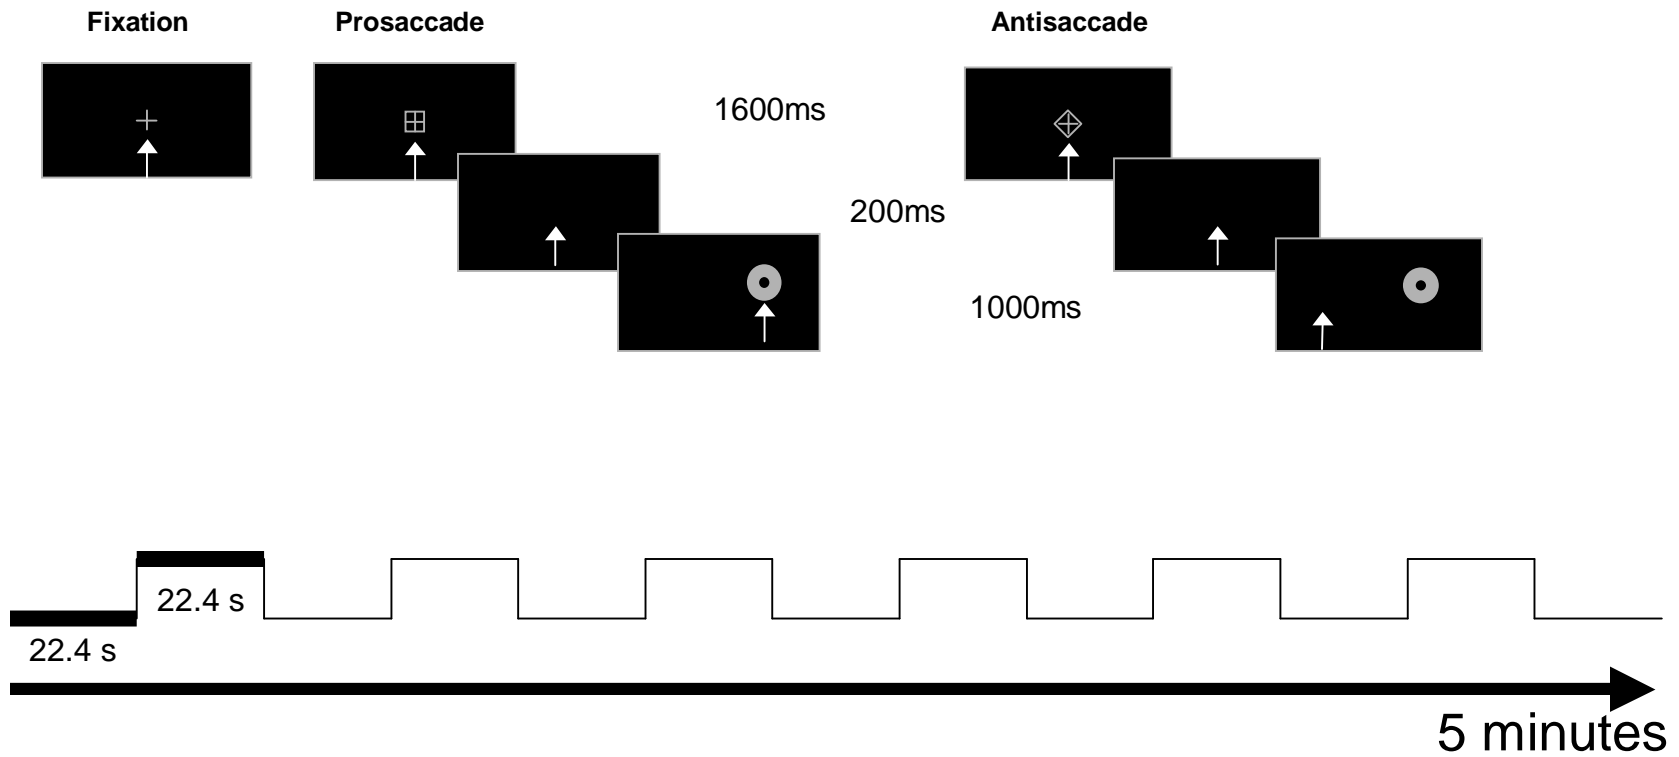 Fixation
Prosaccade
Antisaccade
1600ms
200ms
1000ms
22.4 s
22.4 s
5 minutes